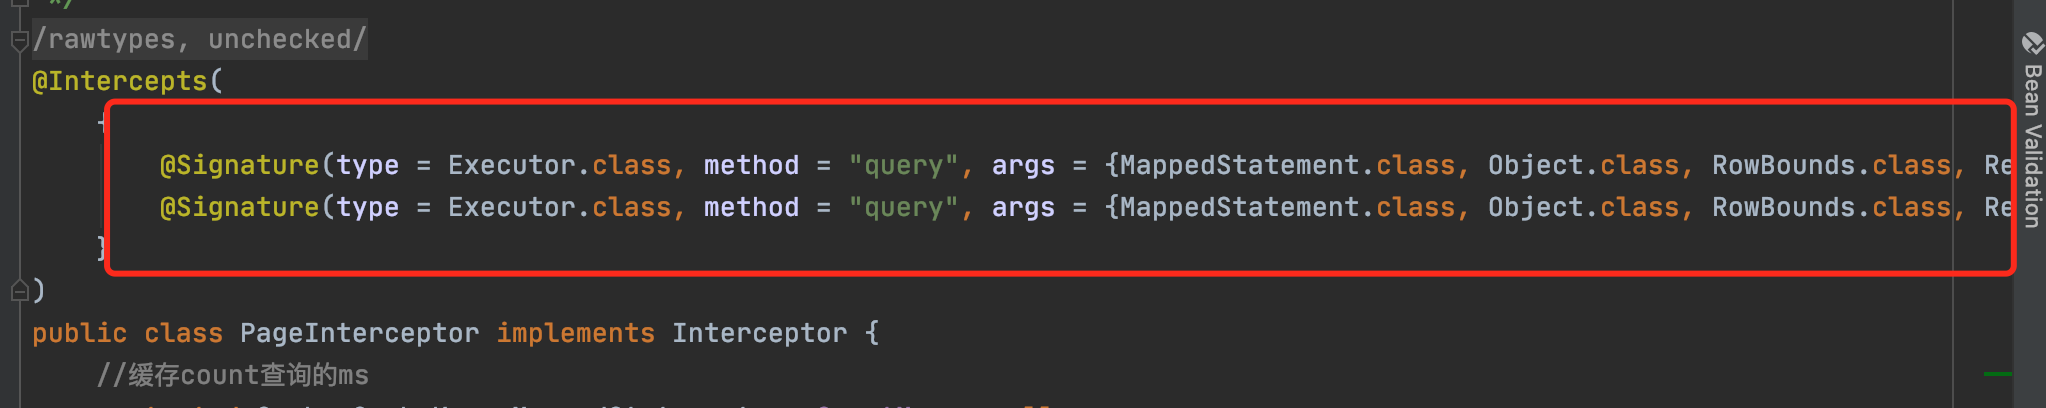 */
/rawtypes, unchecked/
@Intercepts(
{
@Signature(type = Executor.class, method = "query", args = {MappedStatement.class, Object.class, RowBounds.class, Re
@Signature(type = Executor.class, method = "query", args = {MappedStatement.class, Object.class, RowBounds.class, Re
}
)
public class PageInterceptor implements Interceptor {
//缓存count查询的ms
Bean Validation